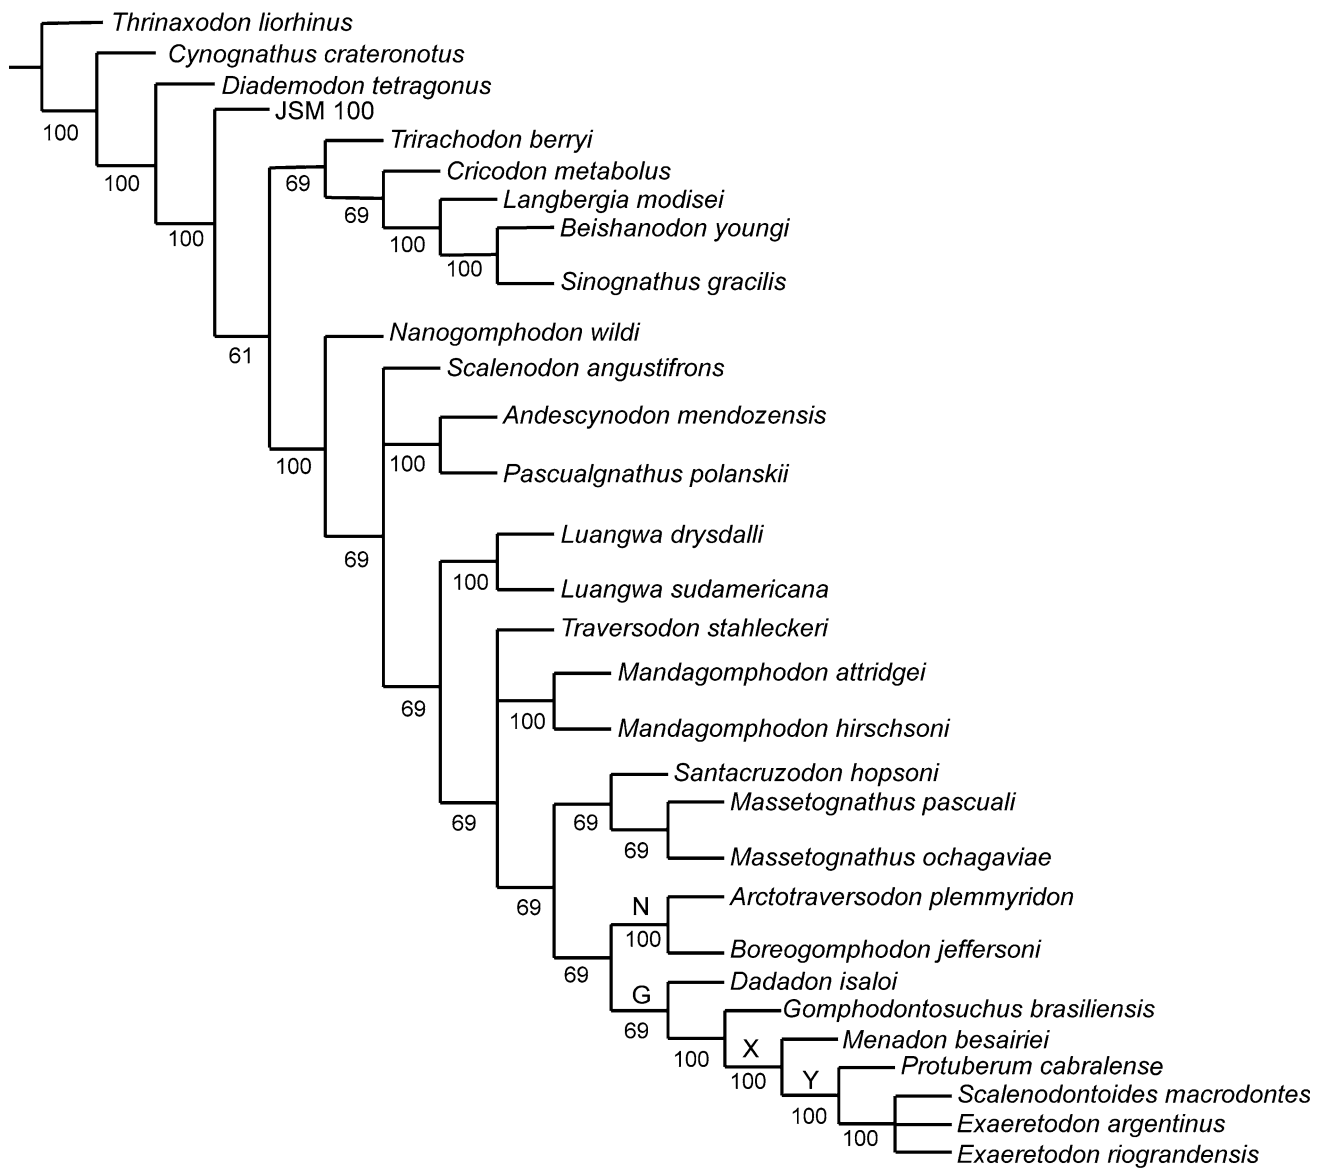 Thrinaxodon liorhinus
Cynognathus crateronotus
Diademodon tetragonus
JSM 100
100
Trirachodon berryi
Cricodon metabolus
100
69
Langbergia modisei
69
Beishanodon youngi
100
100
100
Sinognathus gracilis
Nanogomphodon wildi
61
Scalenodon angustifrons
Andescynodon mendozensis
100
100
Pascualgnathus polanskii
Luangwa drysdalli
69
100
Luangwa sudamericana
Traversodon stahleckeri
Mandagomphodon attridgei
69
100
Mandagomphodon hirschsoni
Santacruzodon hopsoni
Massetognathus pascuali
69
69
69
Massetognathus ochagaviae
Arctotraversodon plemmyridon
69
N
100
Boreogomphodon jeffersoni
69
Dadadon isaloi
G
Gomphodontosuchus brasiliensis
69
Menadon besairiei
X
100
Protuberum cabralense
100
Y
Scalenodontoides macrodontes
100
Exaeretodon argentinus
100
Exaeretodon riograndensis